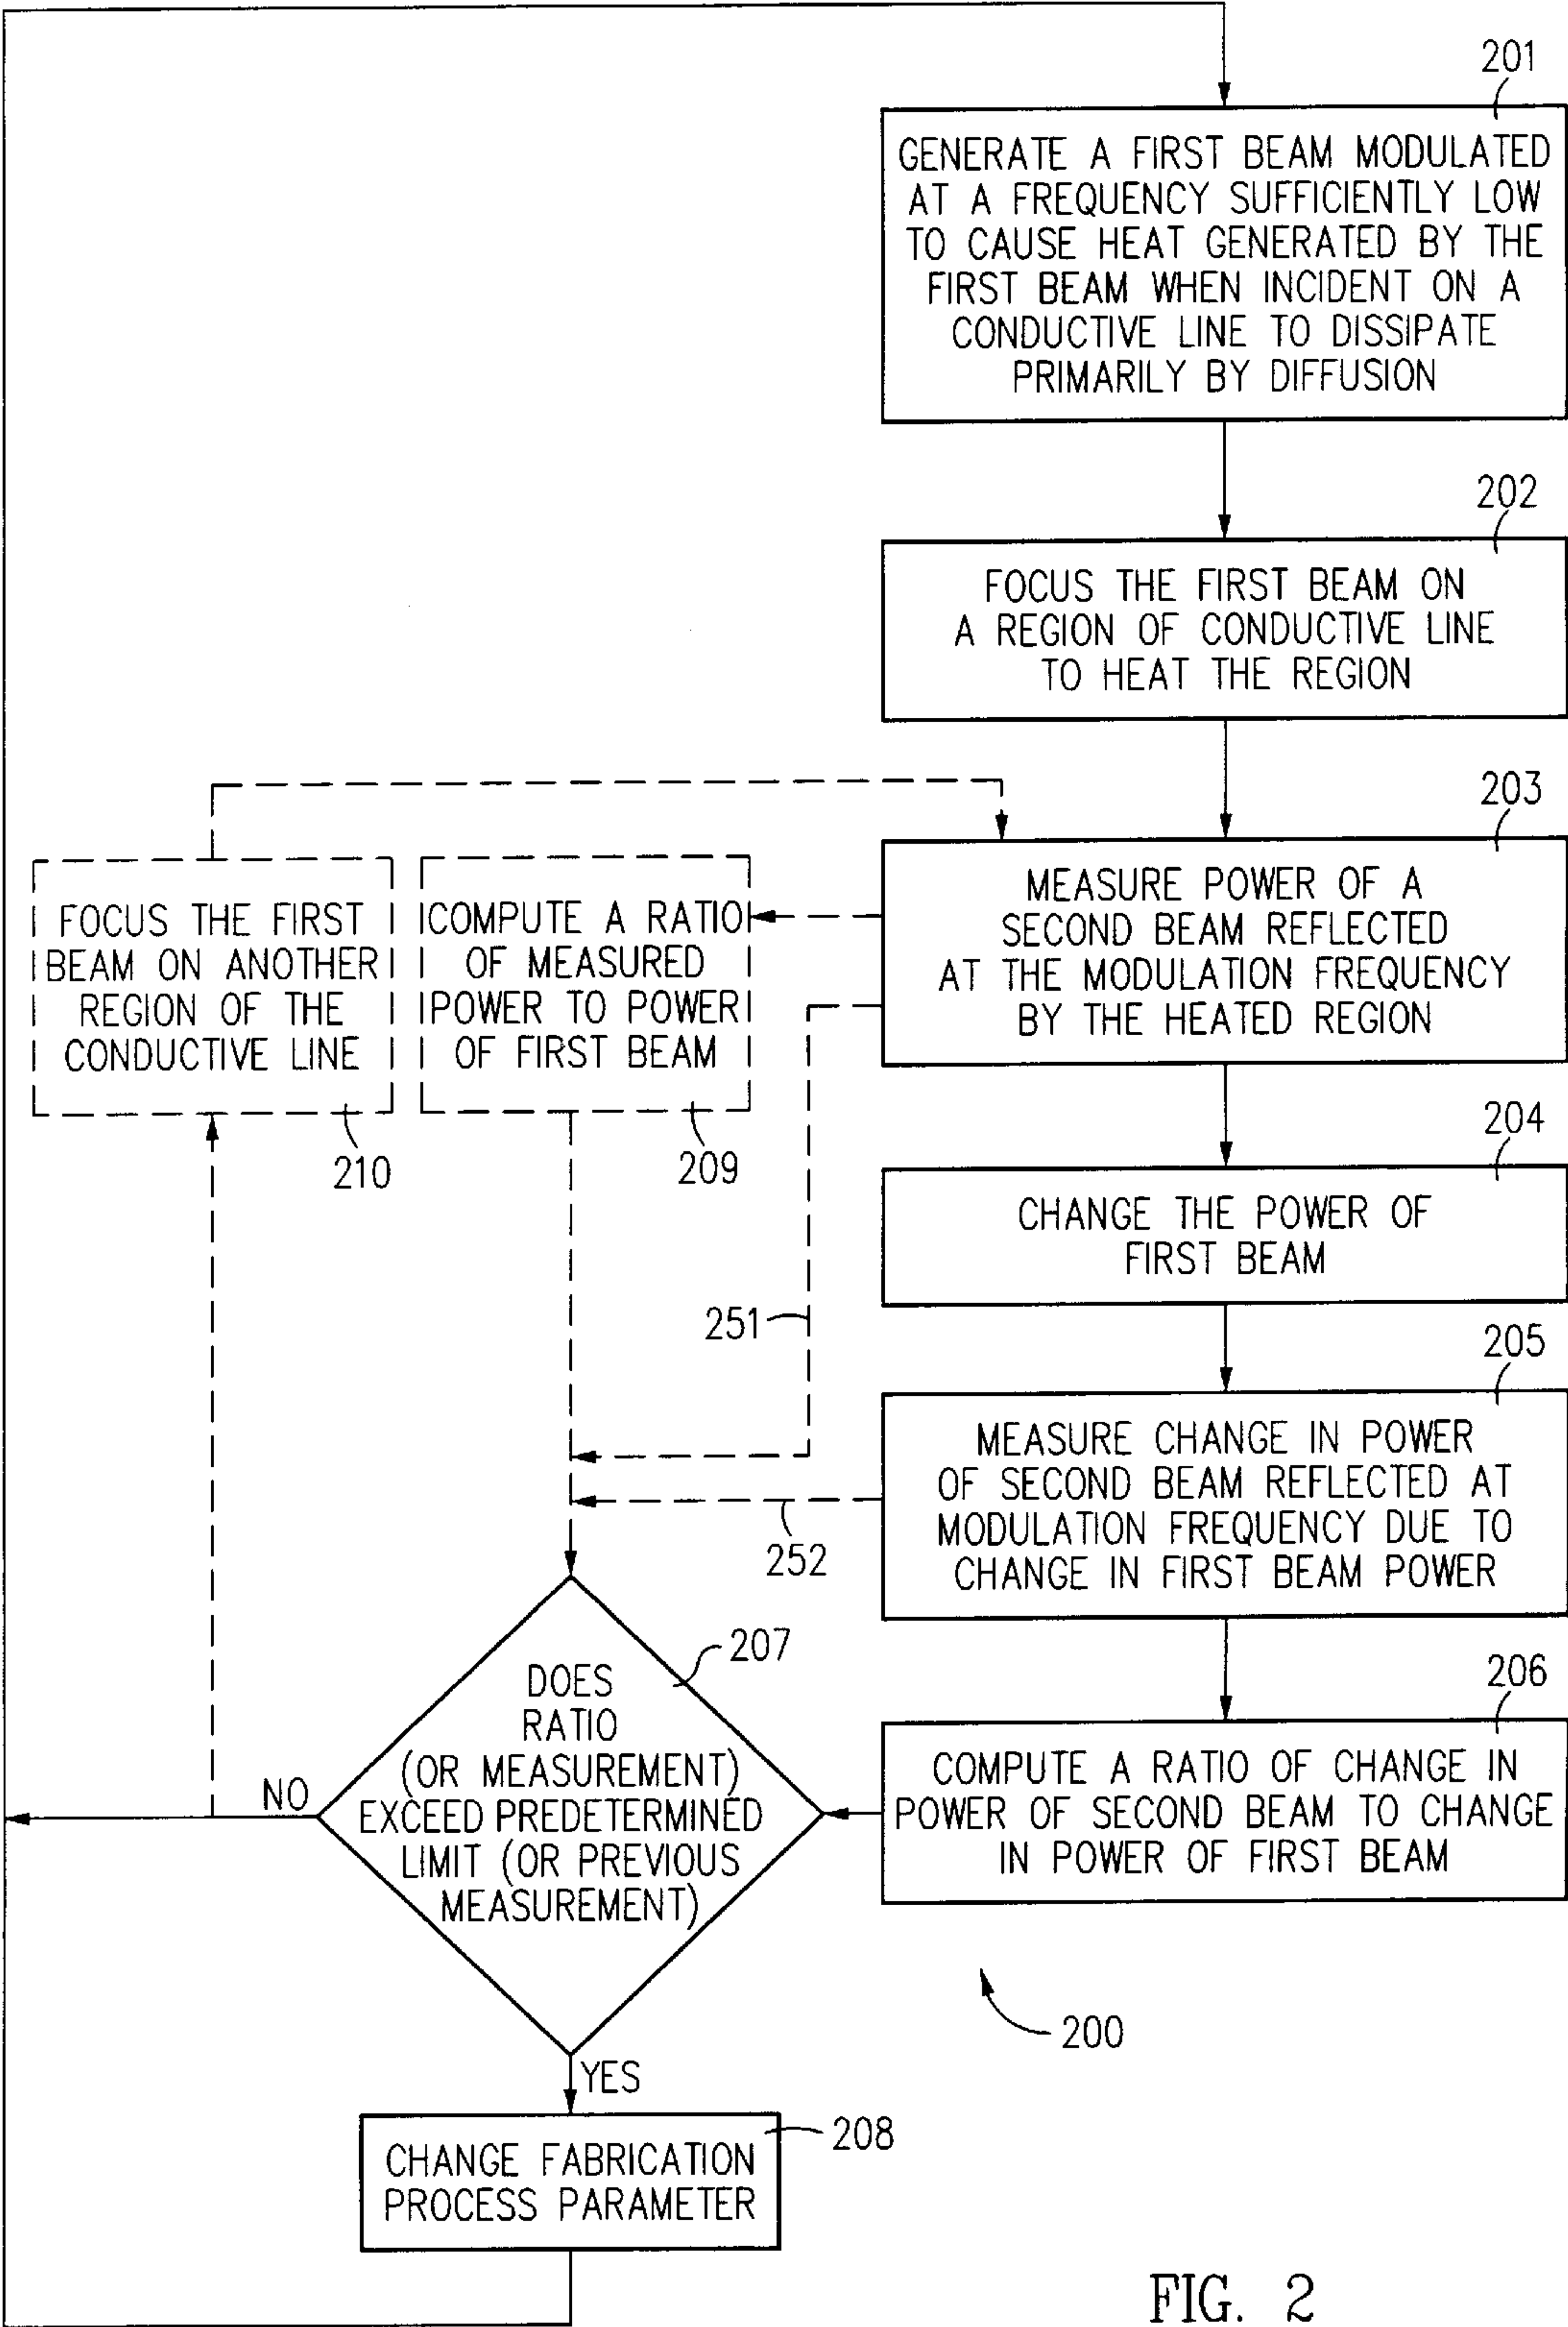 201
GENERATE A FIRST BEAM MODULATED
AT A FREQUENCY SUFFICIENTLY LOW
TO CAUSE HEAT GENERATED BY THE
FIRST BEAM WHEN INCIDENT ON A
CONDUCTIVE LINE TO DISSIPATE
PRIMARILY BY DIFFUSION
202
FOCUS THE FIRST BEAM ON
A REGION OF CONDUCTIVE LINE
TO HEAT THE REGION
203
MEASURE POWER OF A
SECOND BEAM REFLECTED
AT THE MODULATION FREQUENCY
BY THE HEATED REGION
FOCUS THE FIRST
BEAM ON ANOTHER
REGION OF THE
CONDUCTIVE LINE
210
COMPUTE A RATIO
OF MEASURED
POWER TO POWER
OF FIRST BEAM
209
204
CHANGE THE POWER OF
FIRST BEAM
251
205
MEASURE CHANGE IN POWER
OF SECOND BEAM REFLECTED AT
MODULATION FREQUENCY DUE TO
CHANGE IN FIRST BEAM POWER
252
206
COMPUTE A RATIO OF CHANGE IN
POWER OF SECOND BEAM TO CHANGE
IN POWER OF FIRST BEAM
207
DOES
RATIO
(OR MEASUREMENT)
EXCEED PREDETERMINED
LIMIT (OR PREVIOUS
MEASUREMENT)
NO
YES
200
208
CHANGE FABRICATION
PROCESS PARAMETER
FIG. 2